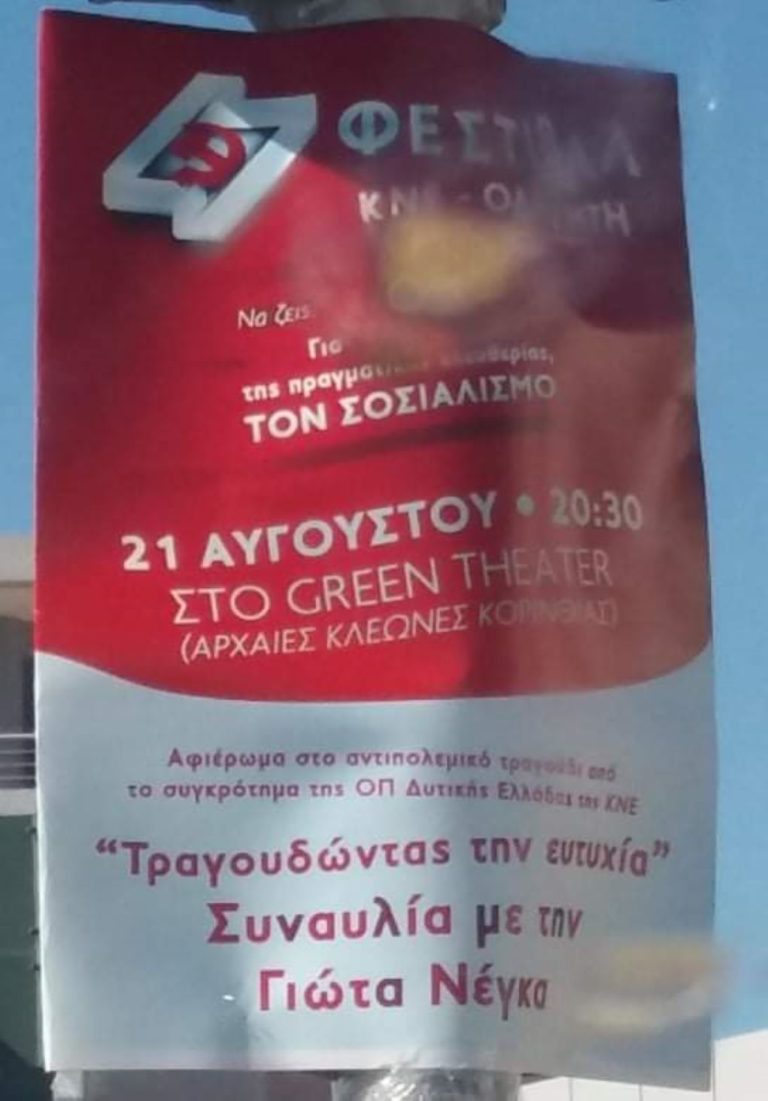 ΦΕΣΤΙΒΑΛ
ΚΝΕ - ΟΔΗΓΗΤΗ
Να ζεις
Για
της πραγματικής ελευθερίας,
ΤΟΝ ΣΟΣΙΑΛΙΣΜΟ
21 ΑΥΓΟΥΣΤΟΥ • 20:30
ΣΤΟ GREEN THEATER
(ΑΡΧΑΙΕΣ ΚΛΕΩΝΕΣ ΚΟΡΙΝΘΙΑΣ)
Αφιέρωμα στο αντιπολεμικό τραγούδι από
το συγκρότημα της ΟΠ Δυτικής Ελλάδας της ΚΝΕ
“Τραγουδώντας την ευτυχία”
Συναυλία με την
Γιώτα Νέγκα